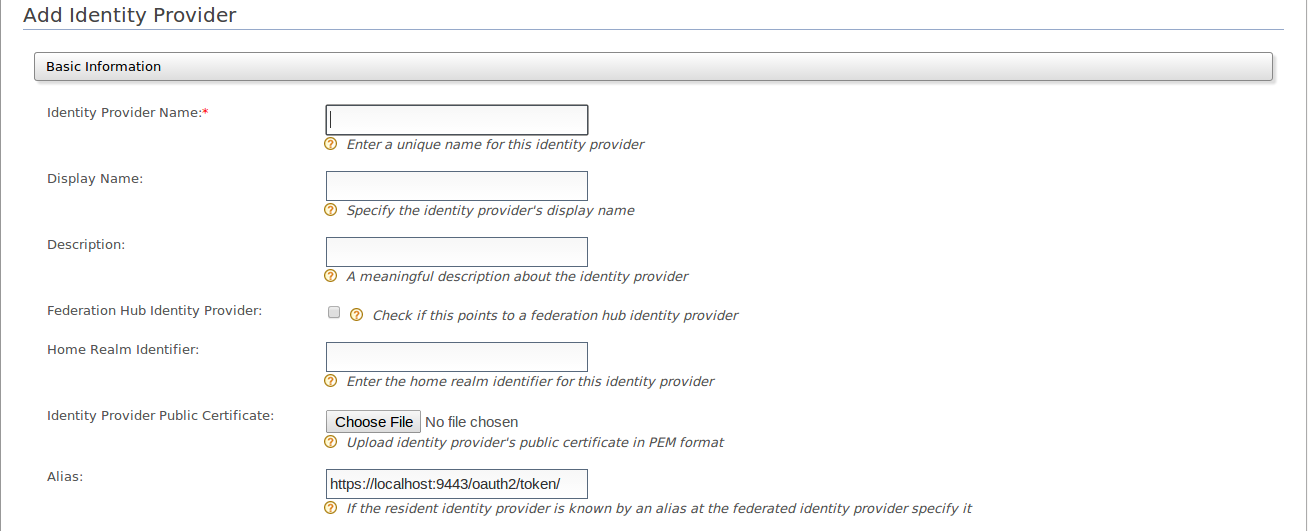 Add Identity Provider
Basic Information
Identity Provider Name:*
? Enter a unique name for this identity provider
Display Name:
? Specify the identity provider's display name
Description:
? A meaningful description about the identity provider
Federation Hub Identity Provider:
? Check if this points to a federation hub identity provider
Home Realm Identifier:
? Enter the home realm identifier for this identity provider
Identity Provider Public Certificate:
Choose File No file chosen
? Upload identity provider's public certificate in PEM format
Alias:
https://localhost:9443/oauth2/token/
? If the resident identity provider is known by an alias at the federated identity provider specify it